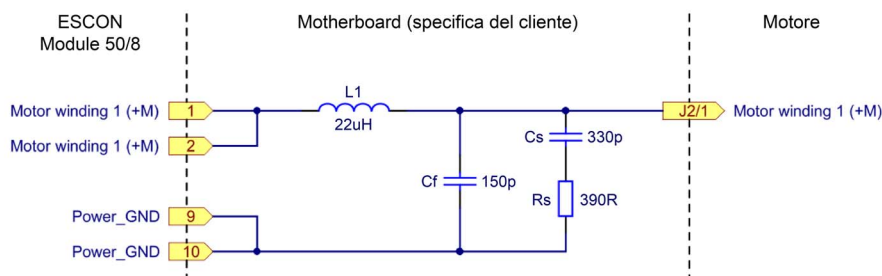 ESCON
Module 50/8
Motherboard (specifica del cliente)
Motore
L1
22uH
Motor winding 1 (+M) 1
Motor winding 1 (+M) 2
J2/1 Motor winding 1 (+M)
Cs 330p
Cf 150p
Rs 390R
Power_GND 9
Power_GND 10